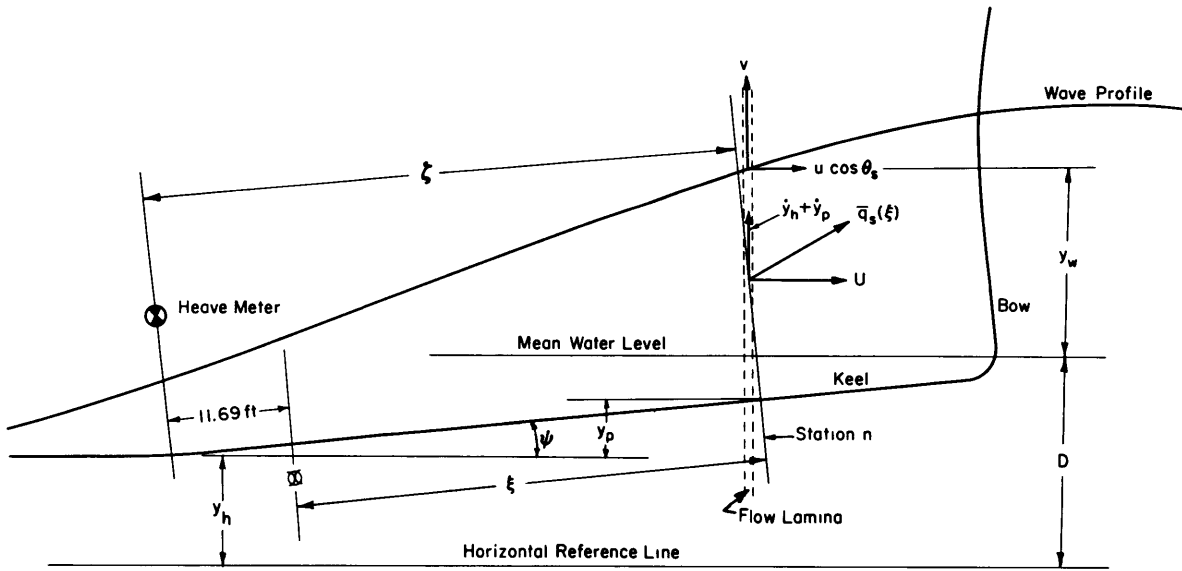 v
Wave Profile
ζ
u cos θₛ
ẏₕ + ẏₚ
q̅ₛ(ξ)
y_w
U
Heave Meter
Bow
Mean Water Level
Keel
11.69 ft
ψ
yₚ
Station n
D
ξ
yₕ
Flow Lamina
Horizontal Reference Line